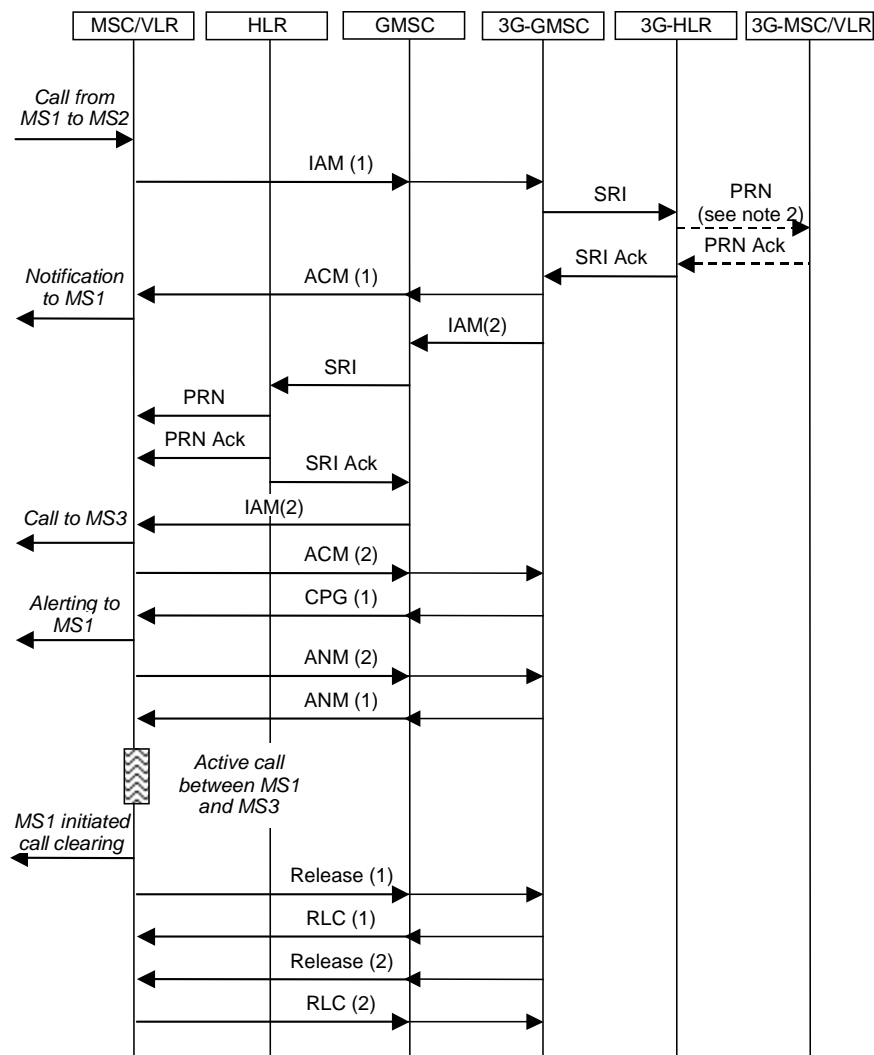 MSC/VLR HLR GMSC 3G-GMSC 3G-HLR 3G-MSC/VLR
Call from
MS1 to MS2
IAM (1)
SRI
PRN
(see note 2)
PRN Ack
SRI Ack
Notification
to MS1
ACM (1)
IAM(2)
SRI
PRN
PRN Ack
SRI Ack
IAM(2)
Call to MS3
ACM (2)
CPG (1)
Alerting to
MS1
ANM (2)
ANM (1)
Active call
between MS1
and MS3
MS1 initiated
call clearing
Release (1)
RLC (1)
Release (2)
RLC (2)